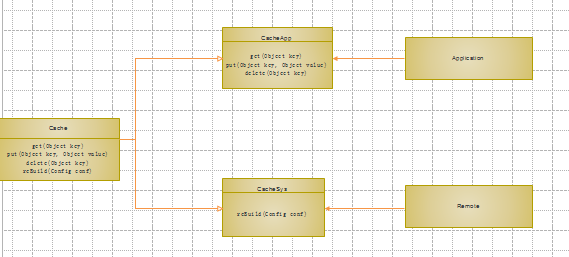 CacheApp
get(Object key)
put(Object key, Object value)
delete(Object key)
Application
Cache
get(Object key)
put(Object key, Object value)
delete(Object key)
reBuild(Config conf)
CacheSys
reBuild(Config conf)
Remote